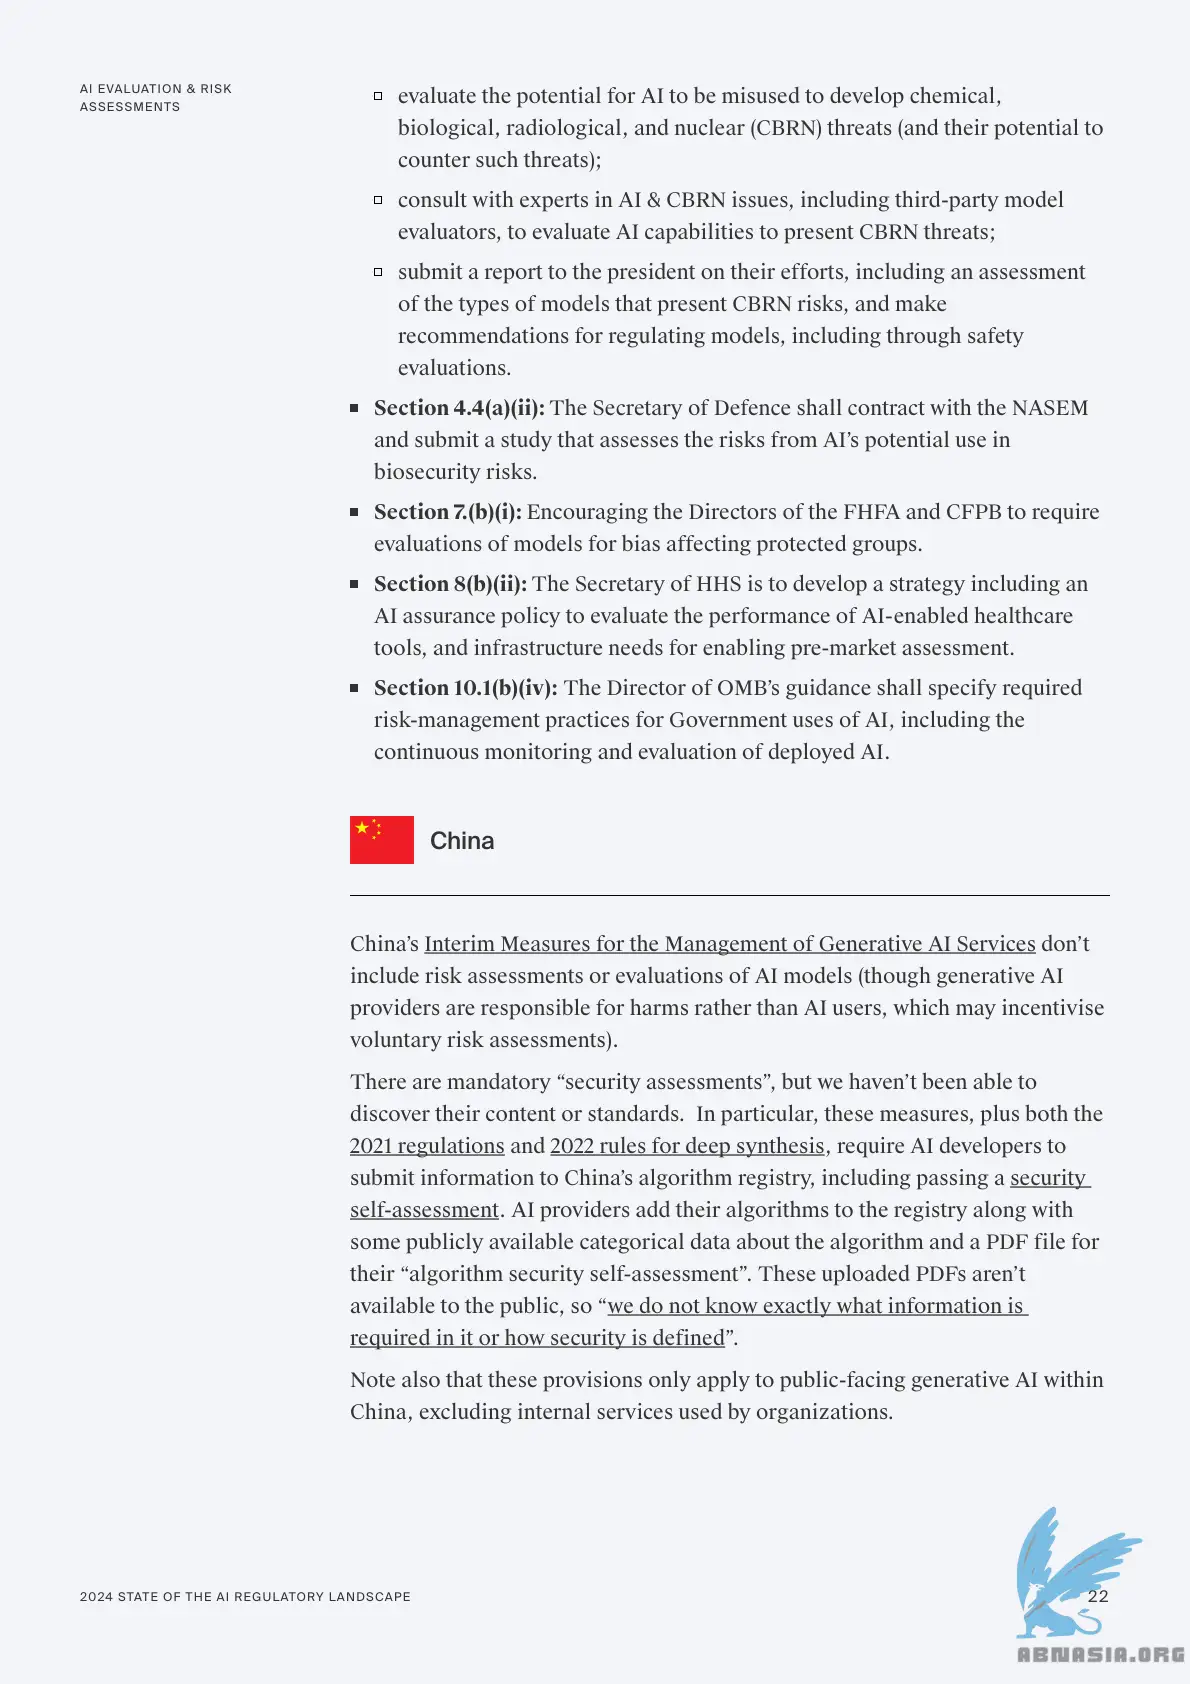 AI EVALUATION & RISK
ASSESSMENTS
evaluate the potential for AI to be misused to develop chemical,
biological, radiological, and nuclear (CBRN) threats (and their potential to
counter such threats);
consult with experts in AI & CBRN issues, including third-party model
evaluators, to evaluate AI capabilities to present CBRN threats;
submit a report to the president on their efforts, including an assessment
of the types of models that present CBRN risks, and make
recommendations for regulating models, including through safety
evaluations.
Section 4.4(a)(ii): The Secretary of Defence shall contract with the NASEM
and submit a study that assesses the risks from AI’s potential use in
biosecurity risks.
Section 7.(b)(i): Encouraging the Directors of the FHFA and CFPB to require
evaluations of models for bias affecting protected groups.
Section 8(b)(ii): The Secretary of HHS is to develop a strategy including an
AI assurance policy to evaluate the performance of AI-enabled healthcare
tools, and infrastructure needs for enabling pre-market assessment.
Section 10.1(b)(iv): The Director of OMB’s guidance shall specify required
risk-management practices for Government uses of AI, including the
continuous monitoring and evaluation of deployed AI.
China
China’s Interim Measures for the Management of Generative AI Services don’t
include risk assessments or evaluations of AI models (though generative AI
providers are responsible for harms rather than AI users, which may incentivise
voluntary risk assessments).
There are mandatory “security assessments”, but we haven’t been able to
discover their content or standards.  In particular, these measures, plus both the
2021 regulations and 2022 rules for deep synthesis, require AI developers to
submit information to China’s algorithm registry, including passing a security
self-assessment. AI providers add their algorithms to the registry along with
some publicly available categorical data about the algorithm and a PDF file for
their “algorithm security self-assessment”. These uploaded PDFs aren’t
available to the public, so “we do not know exactly what information is
required in it or how security is defined”.
Note also that these provisions only apply to public-facing generative AI within
China, excluding internal services used by organizations.
2024 STATE OF THE AI REGULATORY LANDSCAPE
22
ABNASIA.ORG